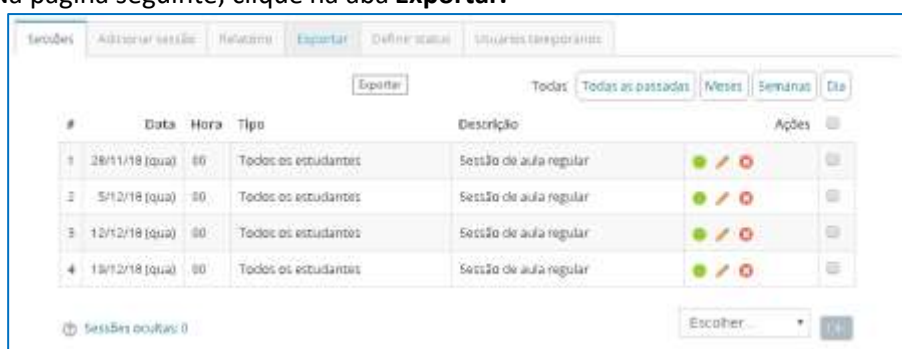 na página seguinte, clique na aba Exportar.
Sessões Adicionar sessão Relatório Exportar Definir status Usuários temporários
Exportar Todas Todas as passadas Meses Semanas Dia
# Data Hora Tipo Descrição Ações
1 28/11/18 (qua) 00 Todos os estudantes Sessão de aula regular
2 5/12/18 (qua) 00 Todos os estudantes Sessão de aula regular
3 12/12/18 (qua) 00 Todos os estudantes Sessão de aula regular
4 19/12/18 (qua) 00 Todos os estudantes Sessão de aula regular
Sessões ocultas: 0 Escolher... OK